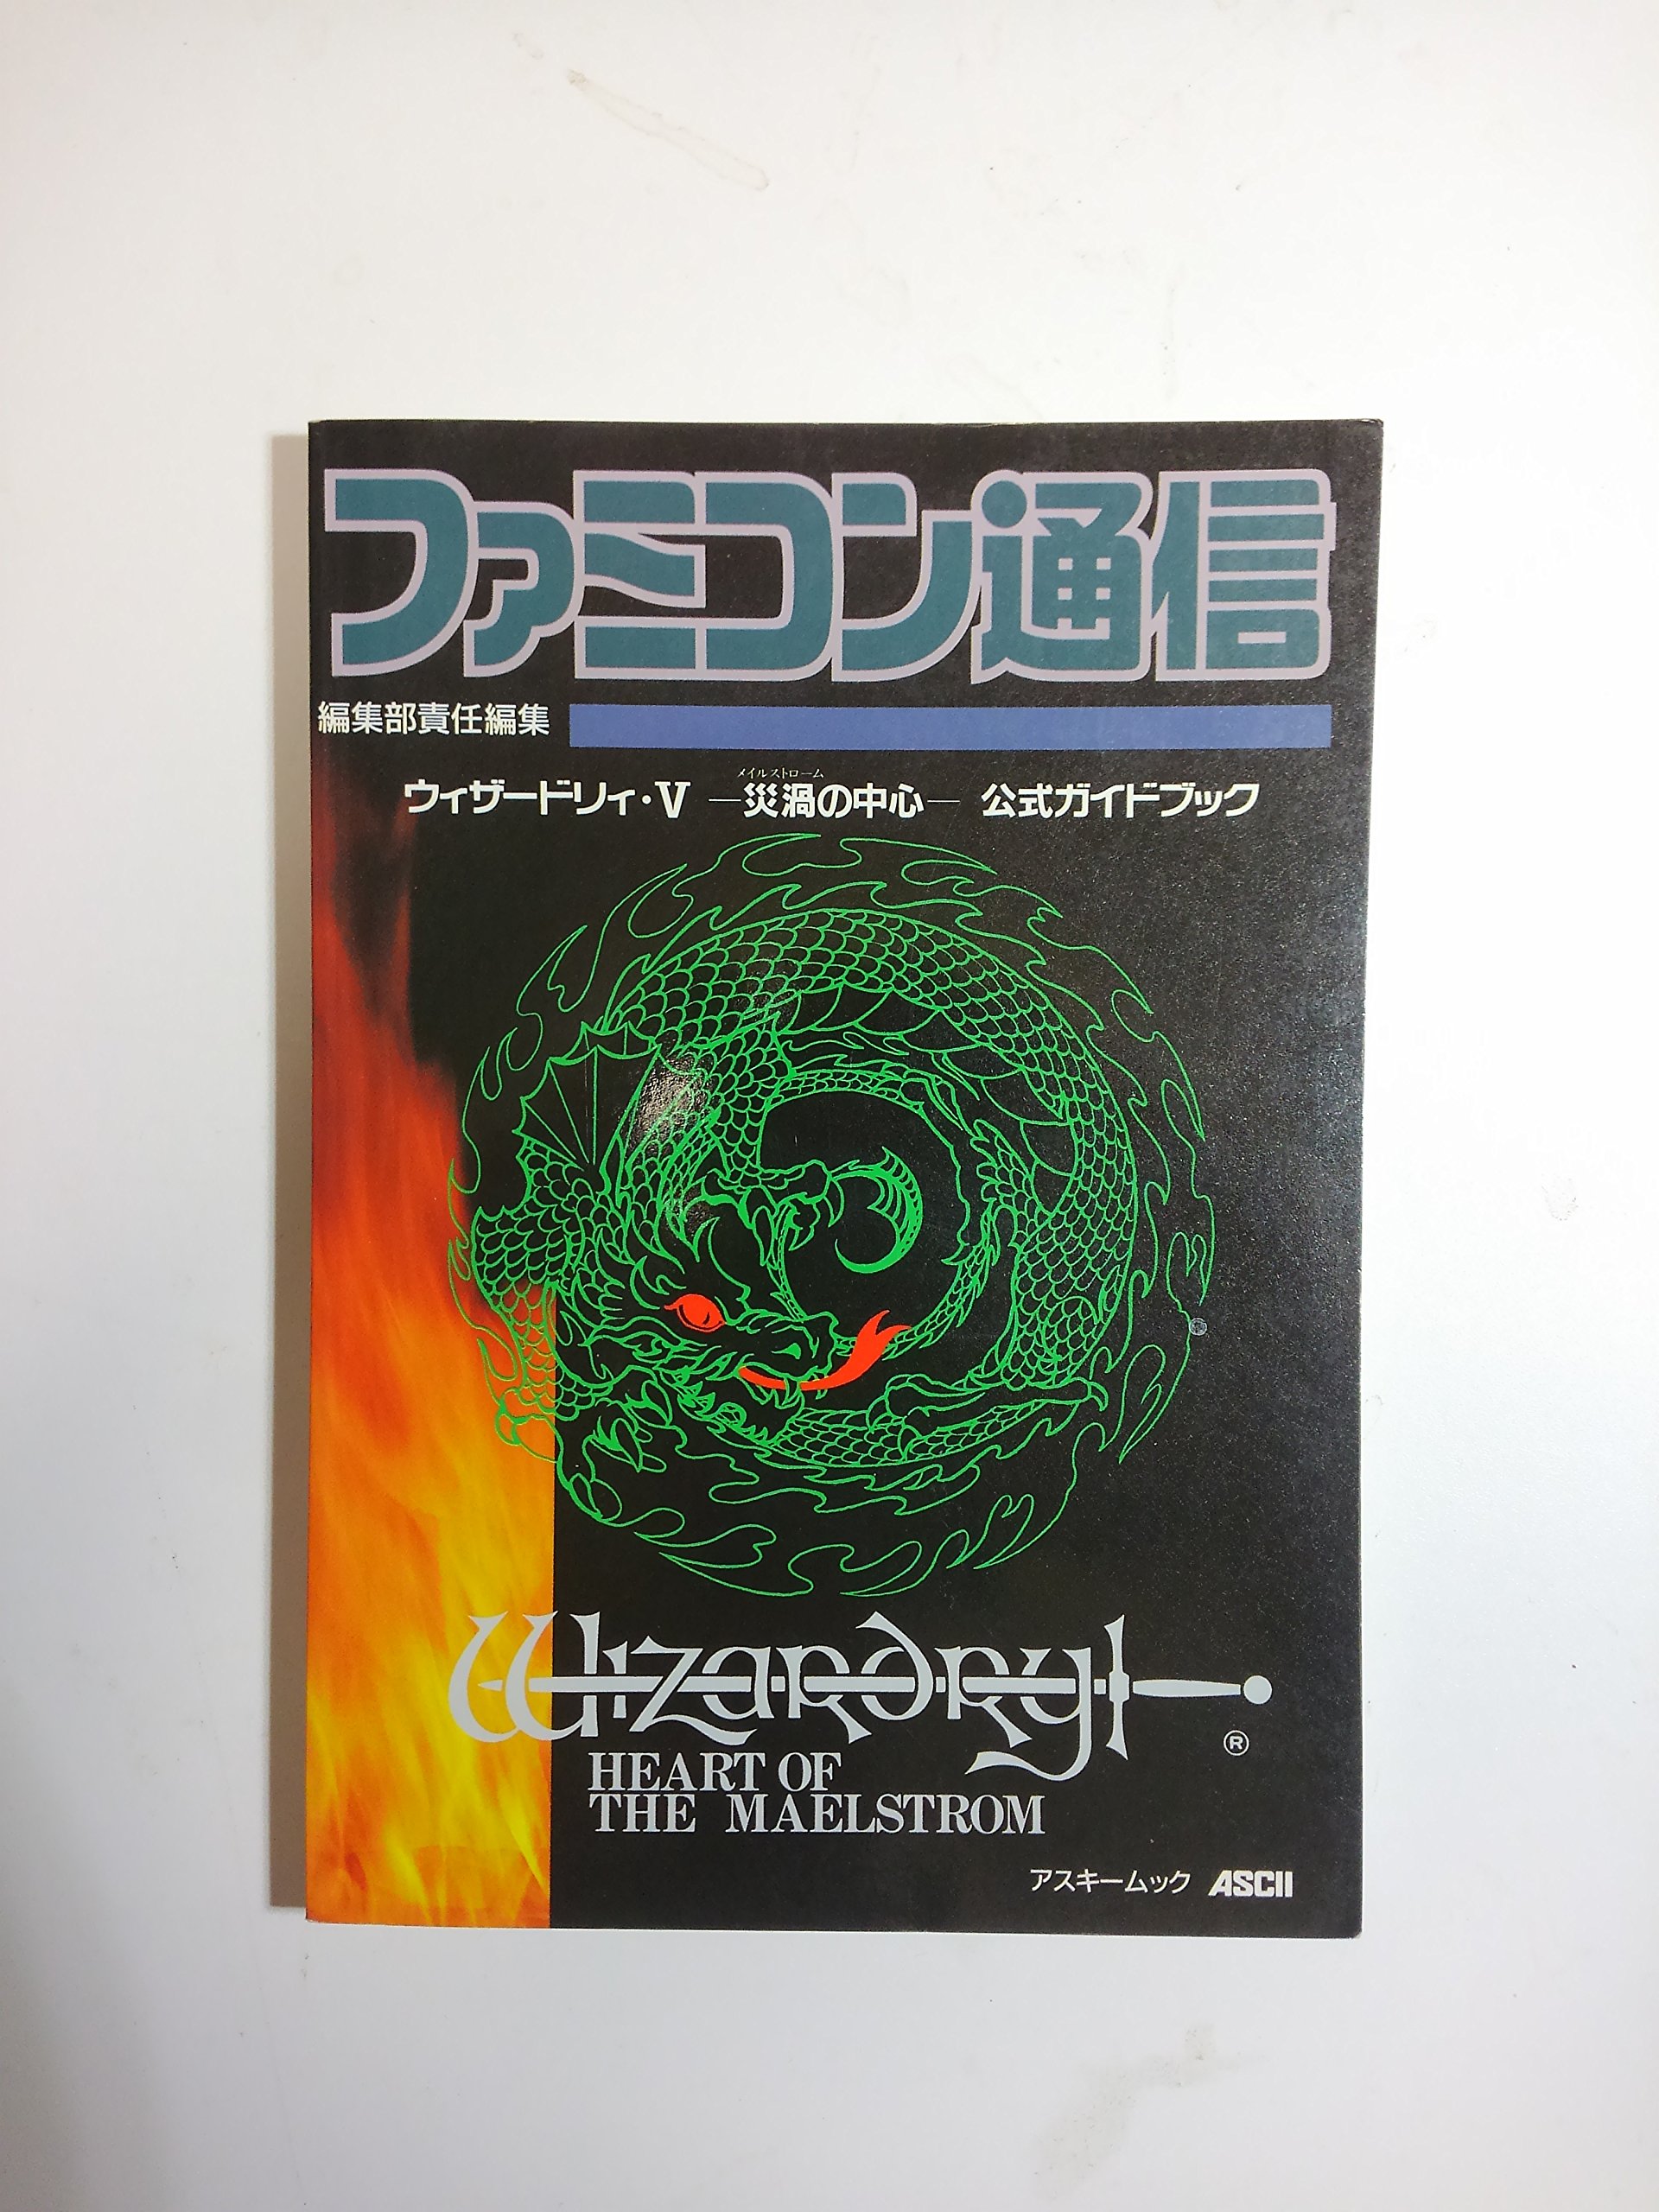 ファミコン通信
編集部責任編集
メイルストローム
ウィザードリィ・V ―災渦の中心― 公式ガイドブック
Wizardry
®
HEART OF
THE MAELSTROM
アスキームック ASCII